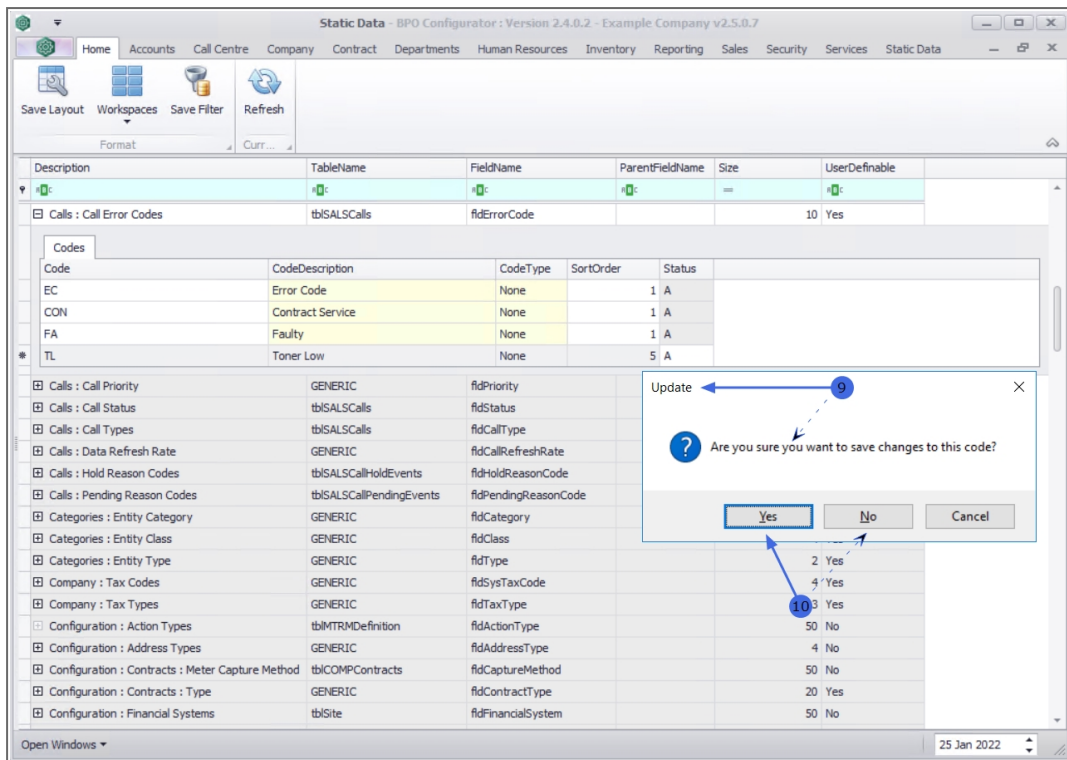 Static Data - BPO Configurator : Version 2.4.0.2 - Example Company v2.5.0.7
Home Accounts Call Centre Company Contract Departments Human Resources Inventory Reporting Sales Security Services Static Data
Save Layout Workspaces Save Filter Refresh
Format Curr...
Description TableName FieldName ParentFieldName Size UserDefinable
Calls : Call Error Codes tblSALSCalls fldErrorCode 10 Yes
Codes
Code CodeDescription CodeType SortOrder Status
EC Error Code None 1 A
CON Contract Service None 1 A
FA Faulty None 1 A
TL Toner Low None 5 A
Calls : Call Priority GENERIC fldPriority
Calls : Call Status tblSALSCalls fldStatus
Calls : Call Types tblSALSCalls fldCallType
Calls : Data Refresh Rate GENERIC fldCallRefreshRate
Calls : Hold Reason Codes tblSALSCallHoldEvents fldHoldReasonCode
Calls : Pending Reason Codes tblSALSCallPendingEvents fldPendingReasonCode
Categories : Entity Category GENERIC fldCategory
Categories : Entity Class GENERIC fldClass
Categories : Entity Type GENERIC fldType 2 Yes
Company : Tax Codes GENERIC fldSysTaxCode 4 Yes
Company : Tax Types GENERIC fldTaxType 3 Yes
Configuration : Action Types tblMTRMDefinition fldActionType 50 No
Configuration : Address Types GENERIC fldAddressType 4 No
Configuration : Contracts : Meter Capture Method tblCOMPContracts fldCaptureMethod 50 No
Configuration : Contracts : Type GENERIC fldContractType 20 Yes
Configuration : Financial Systems tblSite fldFinancialSystem 50 No
Update 9
Are you sure you want to save changes to this code?
Yes No Cancel
10
Open Windows 25 Jan 2022